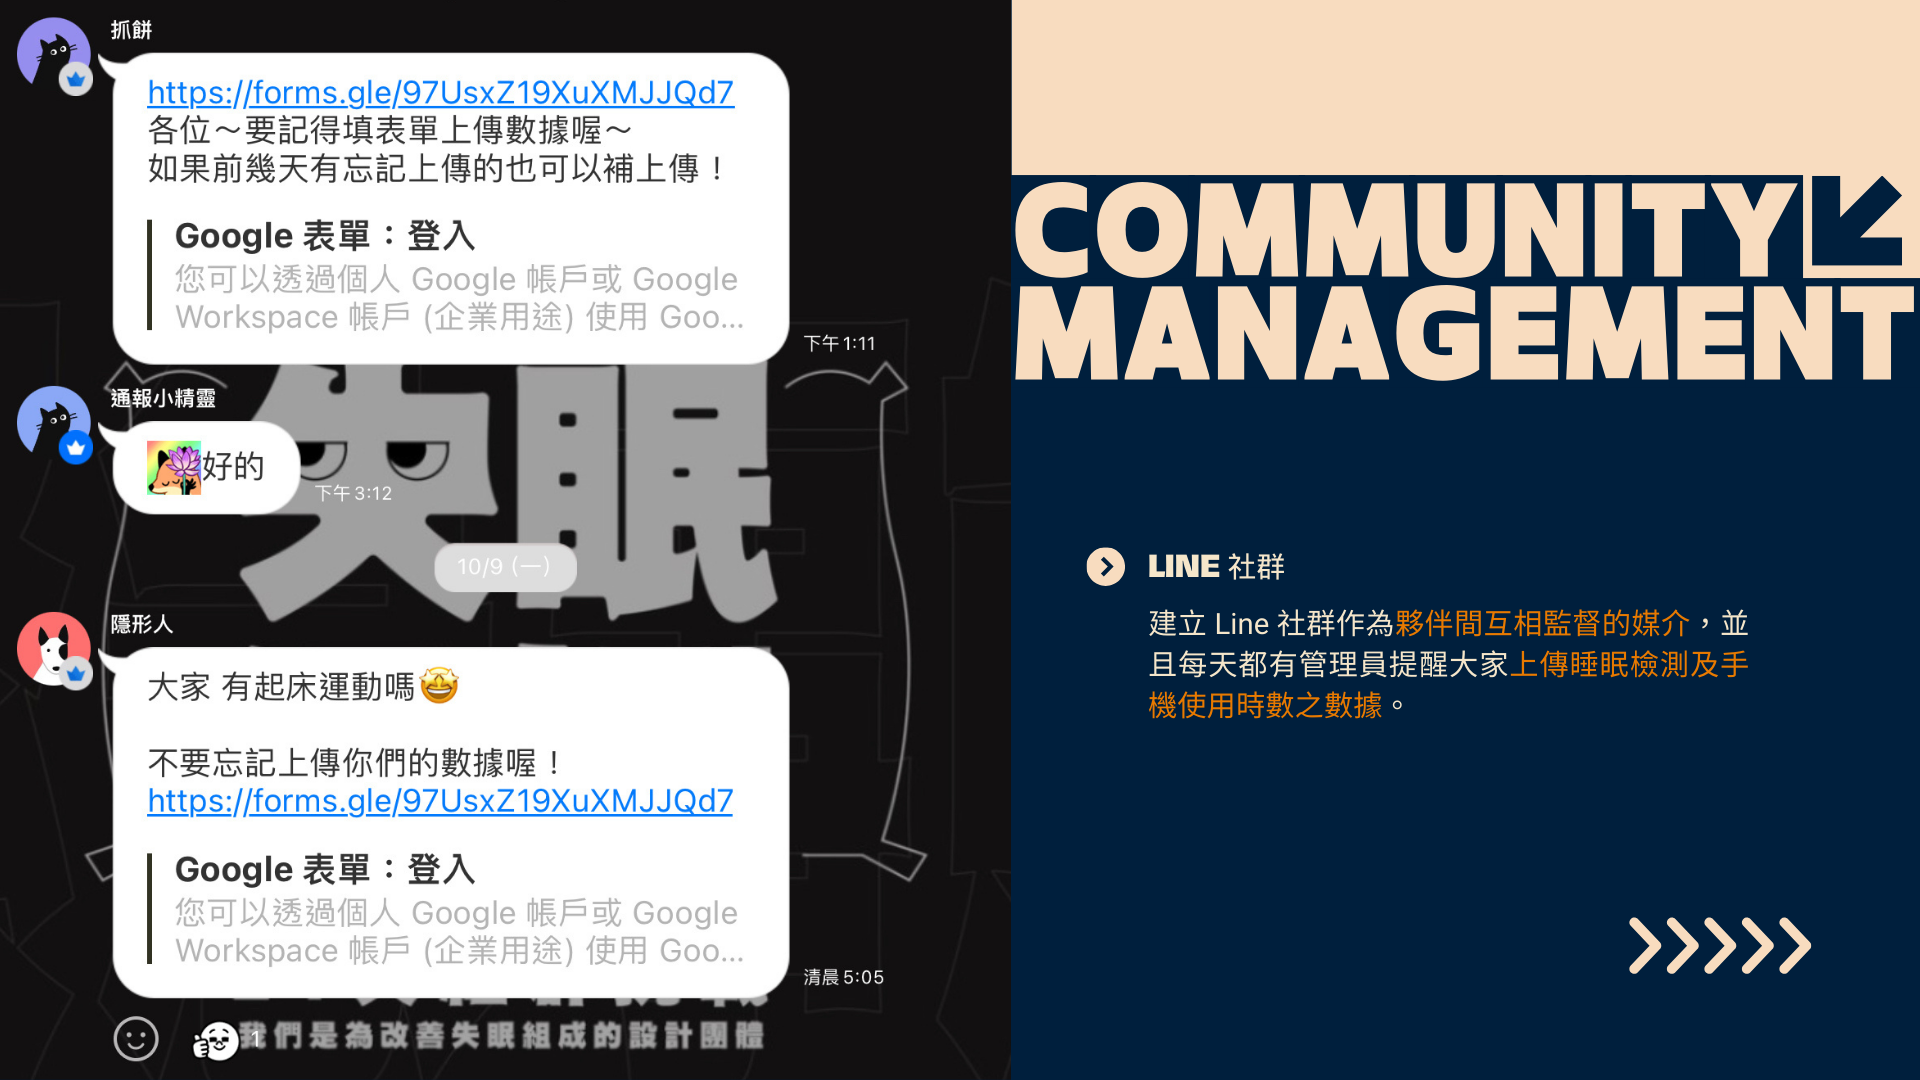 抓餅
https://forms.gle/97UsxZ19XuXMJJQd7
各位～要記得填表單上傳數據喔～
如果前幾天有忘記上傳的也可以補上傳！
Google 表單：登入
您可以透過個人 Google 帳戶或 Google
Workspace 帳戶 (企業用途) 使用 Goo...
下午 1:11
通報小精靈
好的
下午 3:12
失眠
10/9 (一)
隱形人
大家 有起床運動嗎
不要忘記上傳你們的數據喔！
https://forms.gle/97UsxZ19XuXMJJQd7
Google 表單：登入
您可以透過個人 Google 帳戶或 Google
Workspace 帳戶 (企業用途) 使用 Goo...
清晨 5:05
1
我們是為改善失眠組成的設計團體
COMMUNITY
MANAGEMENT
LINE 社群
建立 Line 社群作為夥伴間互相監督的媒介，並
且每天都有管理員提醒大家上傳睡眠檢測及手
機使用時數之數據。